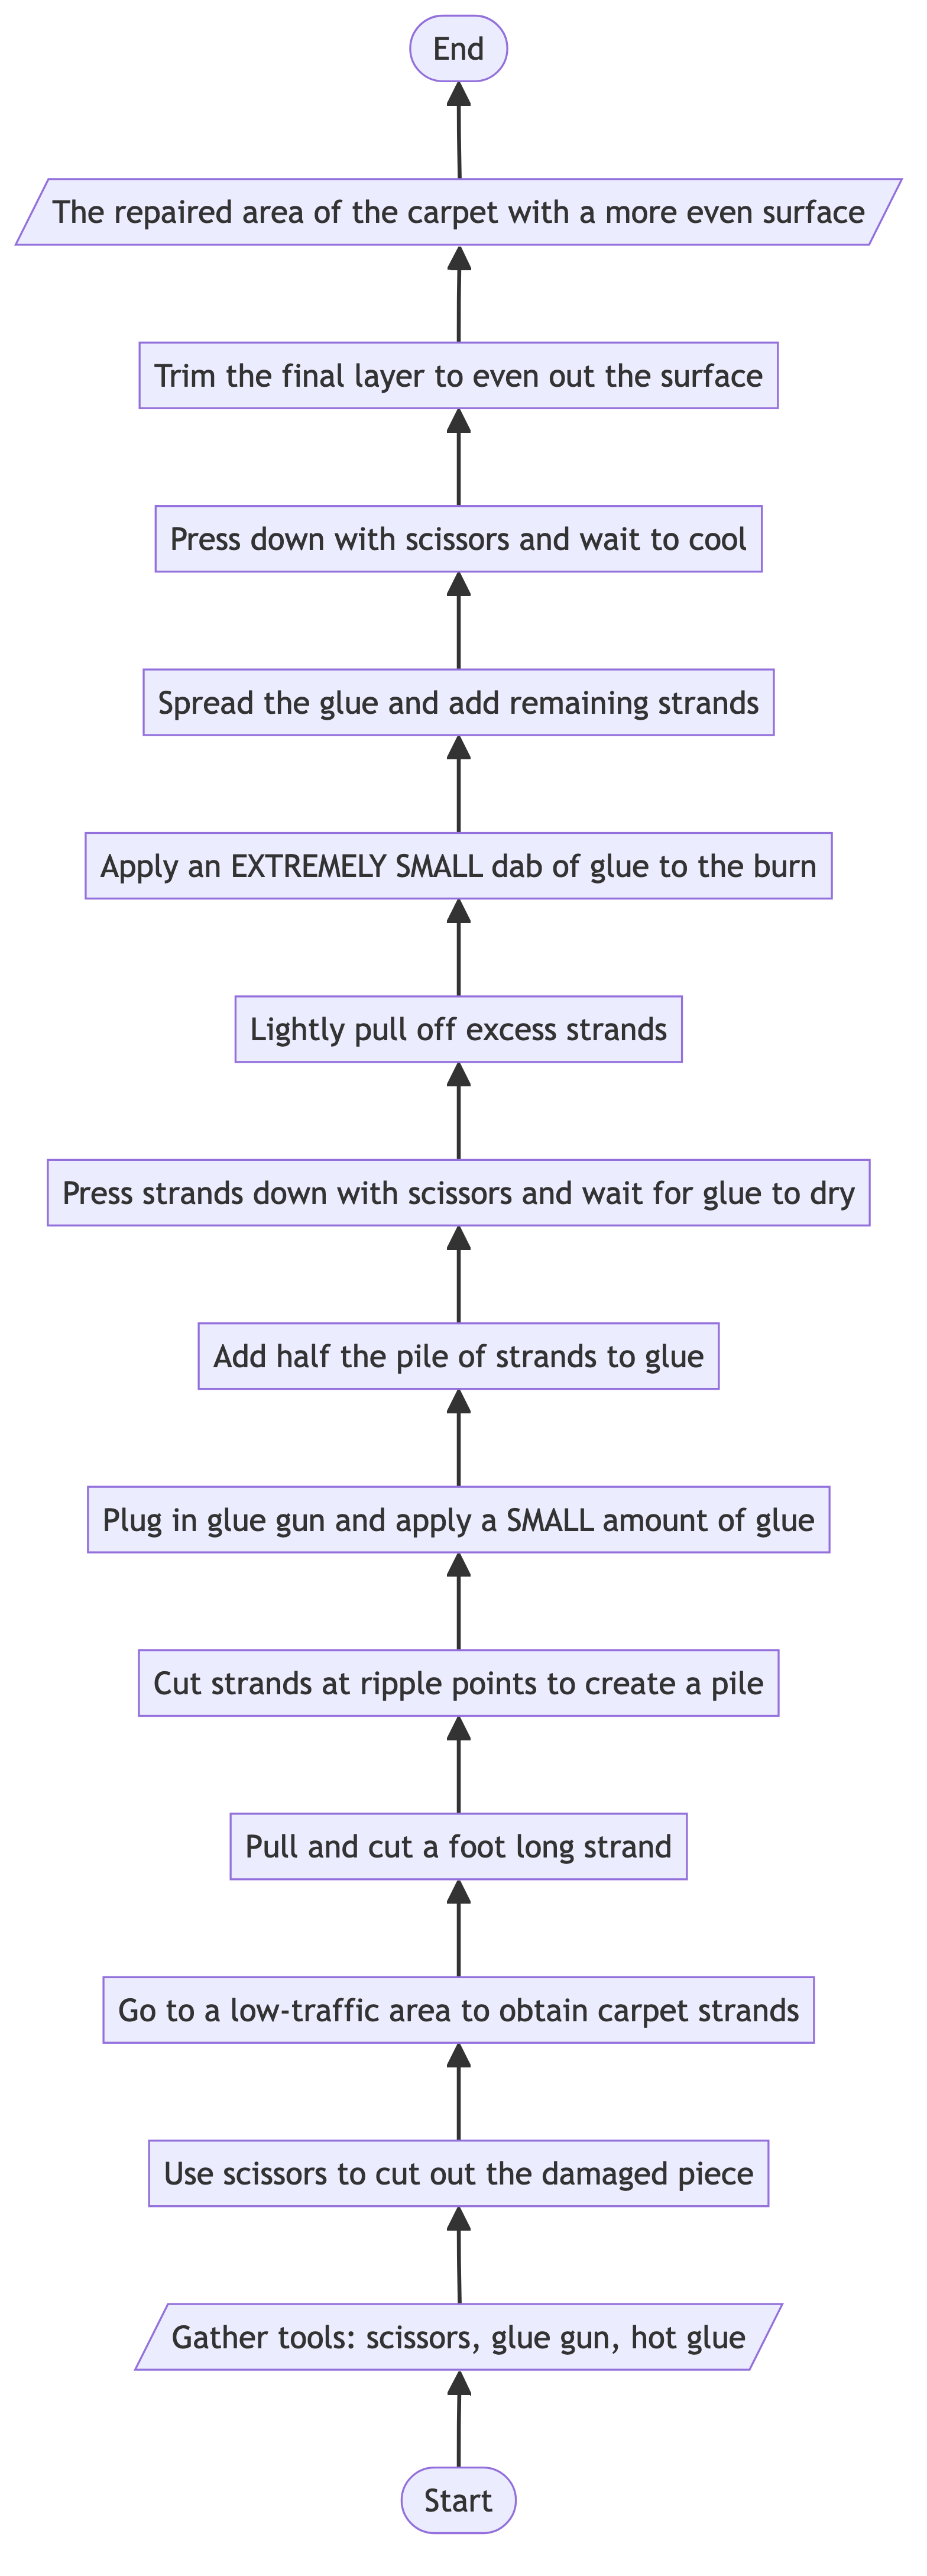 End
The repaired area of the carpet with a more even surface
Trim the final layer to even out the surface
Press down with scissors and wait to cool
Spread the glue and add remaining strands
Apply an EXTREMELY SMALL dab of glue to the burn
Lightly pull off excess strands
Press strands down with scissors and wait for glue to dry
Add half the pile of strands to glue
Plug in glue gun and apply a SMALL amount of glue
Cut strands at ripple points to create a pile
Pull and cut a foot long strand
Go to a low-traffic area to obtain carpet strands
Use scissors to cut out the damaged piece
Gather tools: scissors, glue gun, hot glue
Start